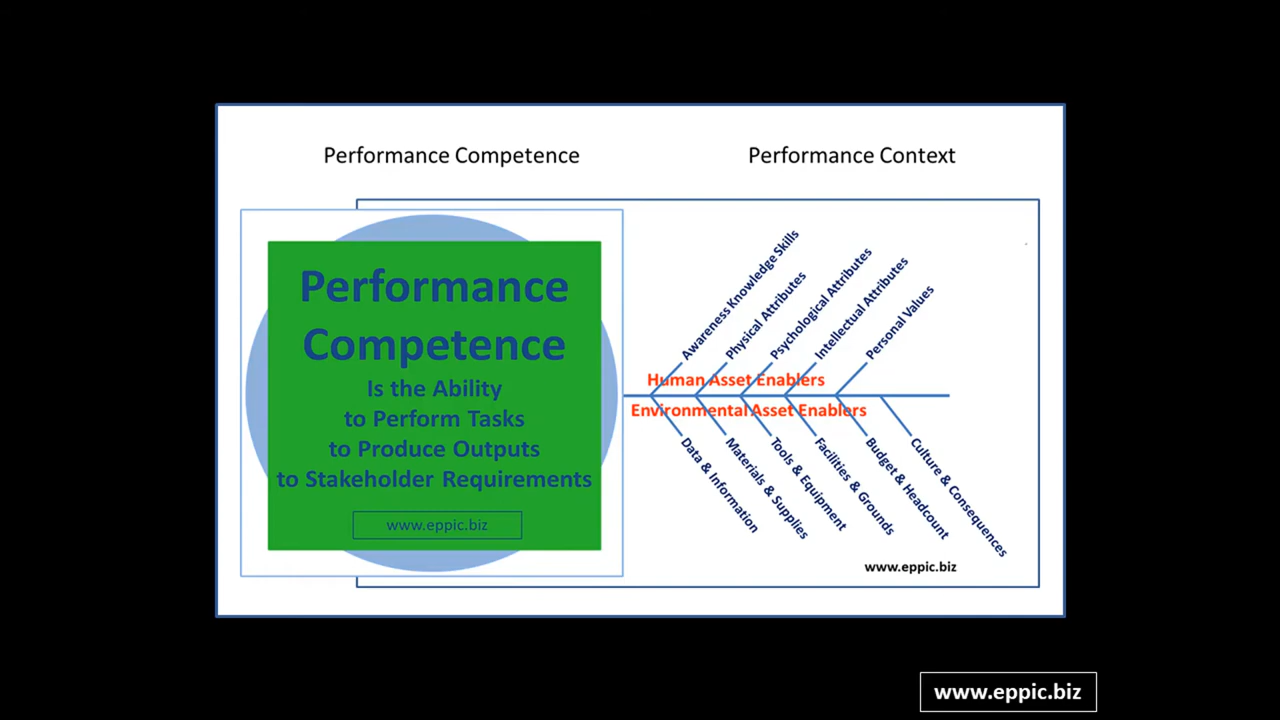 Performance Competence
Performance Context
Performance
Competence
Is the Ability
to Perform Tasks
to Produce Outputs
to Stakeholder Requirements
www.eppic.biz
Awareness Knowledge Skills
Physical Attributes
Psychological Attributes
Intellectual Attributes
Personal Values
Human Asset Enablers
Environmental Asset Enablers
Data & Information
Materials & Supplies
Tools & Equipment
Facilities & Grounds
Budget & Headcount
Culture & Consequences
www.eppic.biz
www.eppic.biz